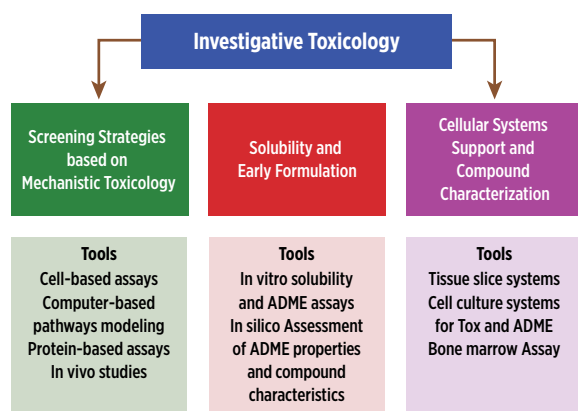 Investigative Toxicology
Screening Strategies
based on
Mechanistic Toxicology
Solubility and
Early Formulation
Cellular Systems
Support and
Compound
Characterization
Tools
Cell-based assays
Computer-based
pathways modeling
Protein-based assays
In vivo studies
Tools
In vitro solubility
and ADME assays
In silico Assessment
of ADME properties
and compound
characteristics
Tools
Tissue slice systems
Cell culture systems
for Tox and ADME
Bone marrow Assay